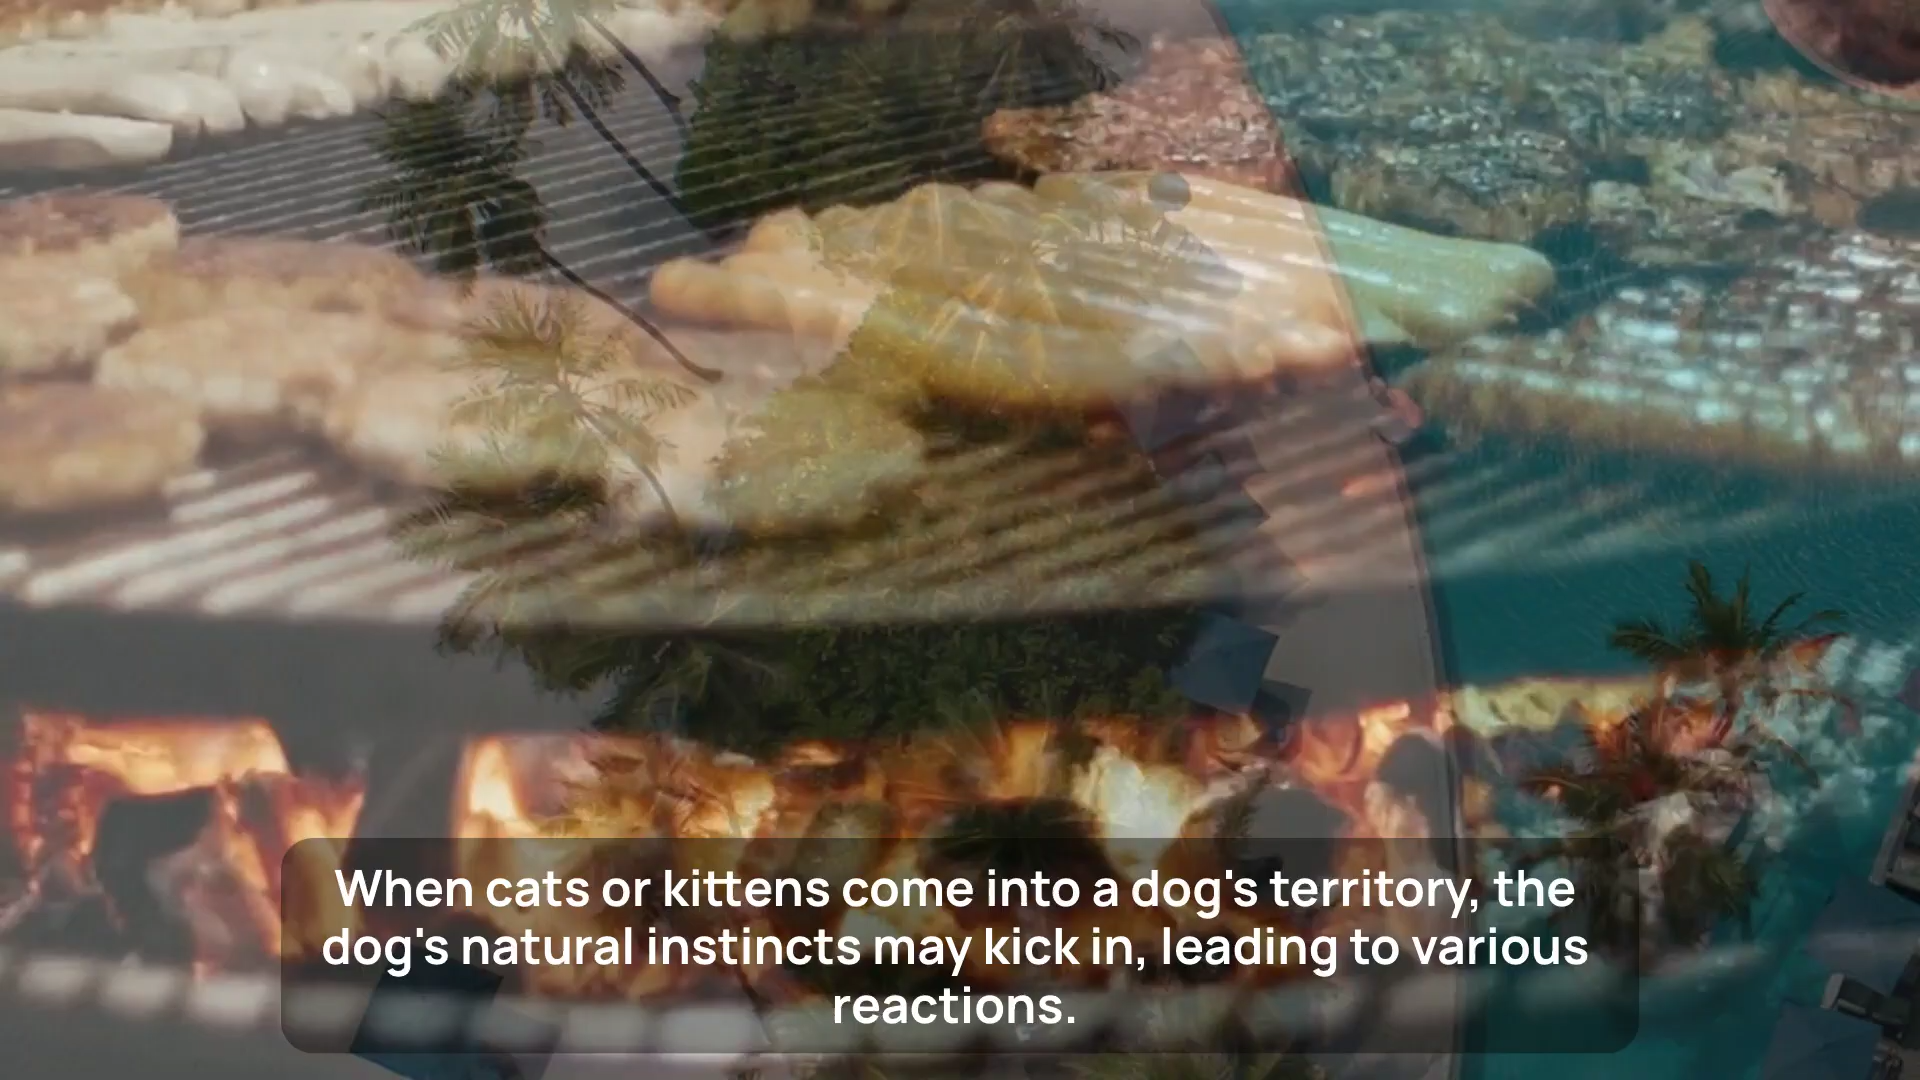 When cats or kittens come into a dog's territory, the
dog's natural instincts may kick in, leading to various
reactions.